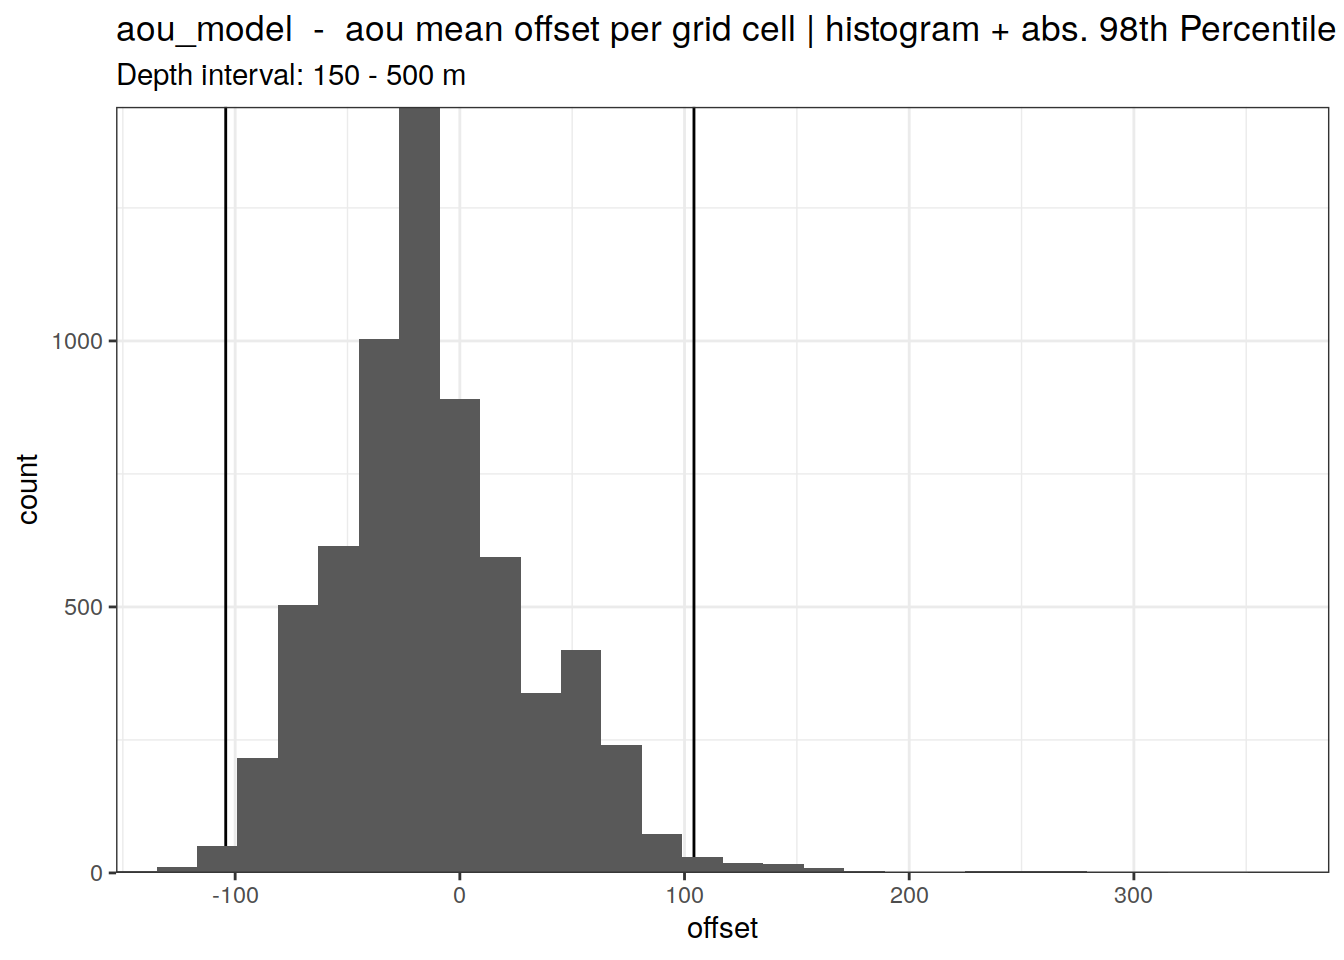 aou_model  -  aou mean offset per grid cell | histogram + abs. 98th Percentile
Depth interval: 150 - 500 m
1000
500
0
count
-100 0 100 200 300
offset